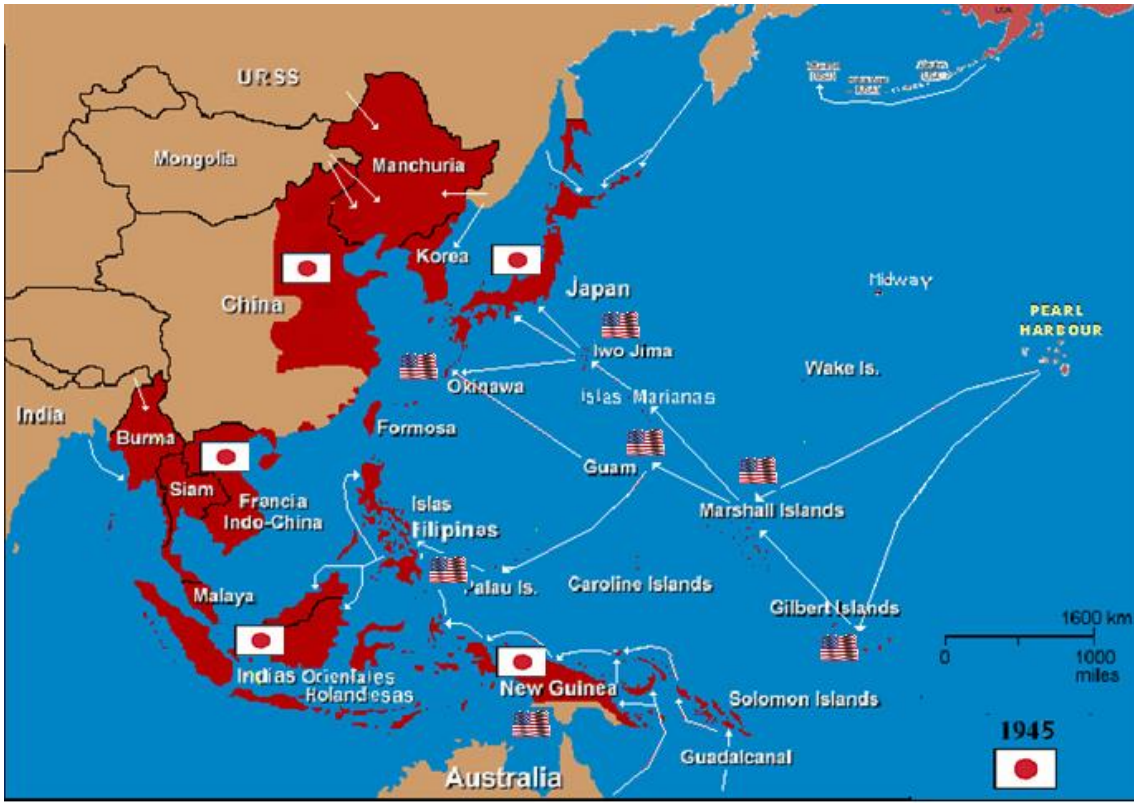 USA
URSS
Mongolia
Manchuria
Korea
China
Japan
Midway
PEARL
HARBOUR
Iwo Jima
Wake Is.
Okinawa
Islas Marianas
India
Burma
Formosa
Guam
Siam
Francia
Indo-China
Islas
Filipinas
Marshall Islands
Palau Is.
Caroline Islands
Malaya
Gilbert Islands
1600 km
0
1000
miles
Indias Orientales
Holandesas
New Guinea
Solomon Islands
1945
Guadalcanal
Australia